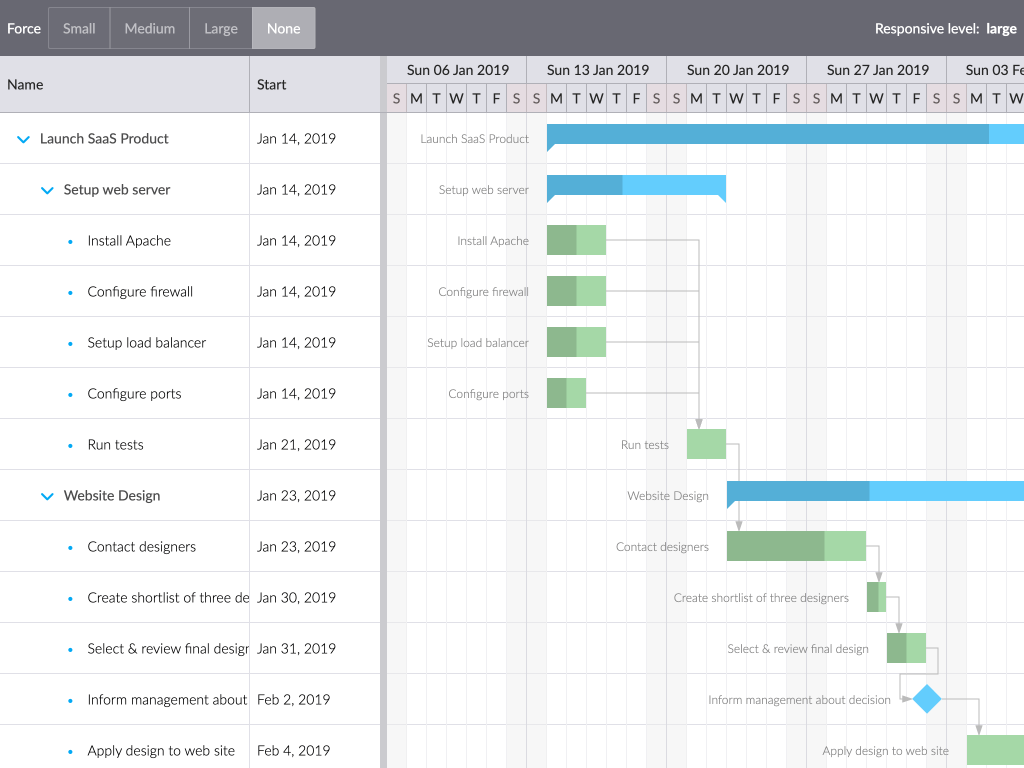 Force Small Medium Large None Responsive level: large
Name Start Sun 06 Jan 2019 Sun 13 Jan 2019 Sun 20 Jan 2019 Sun 27 Jan 2019 Sun 03 Fe
S M T W T F S S M T W T F S S M T W T F S S M T W T F S S M T W
Launch SaaS Product Jan 14, 2019 Launch SaaS Product
Setup web server Jan 14, 2019 Setup web server
Install Apache Jan 14, 2019 Install Apache
Configure firewall Jan 14, 2019 Configure firewall
Setup load balancer Jan 14, 2019 Setup load balancer
Configure ports Jan 14, 2019 Configure ports
Run tests Jan 21, 2019 Run tests
Website Design Jan 23, 2019 Website Design
Contact designers Jan 23, 2019 Contact designers
Create shortlist of three de Jan 30, 2019 Create shortlist of three designers
Select & review final desigr Jan 31, 2019 Select & review final design
Inform management about Feb 2, 2019 Inform management about decision
Apply design to web site Feb 4, 2019 Apply design to web site